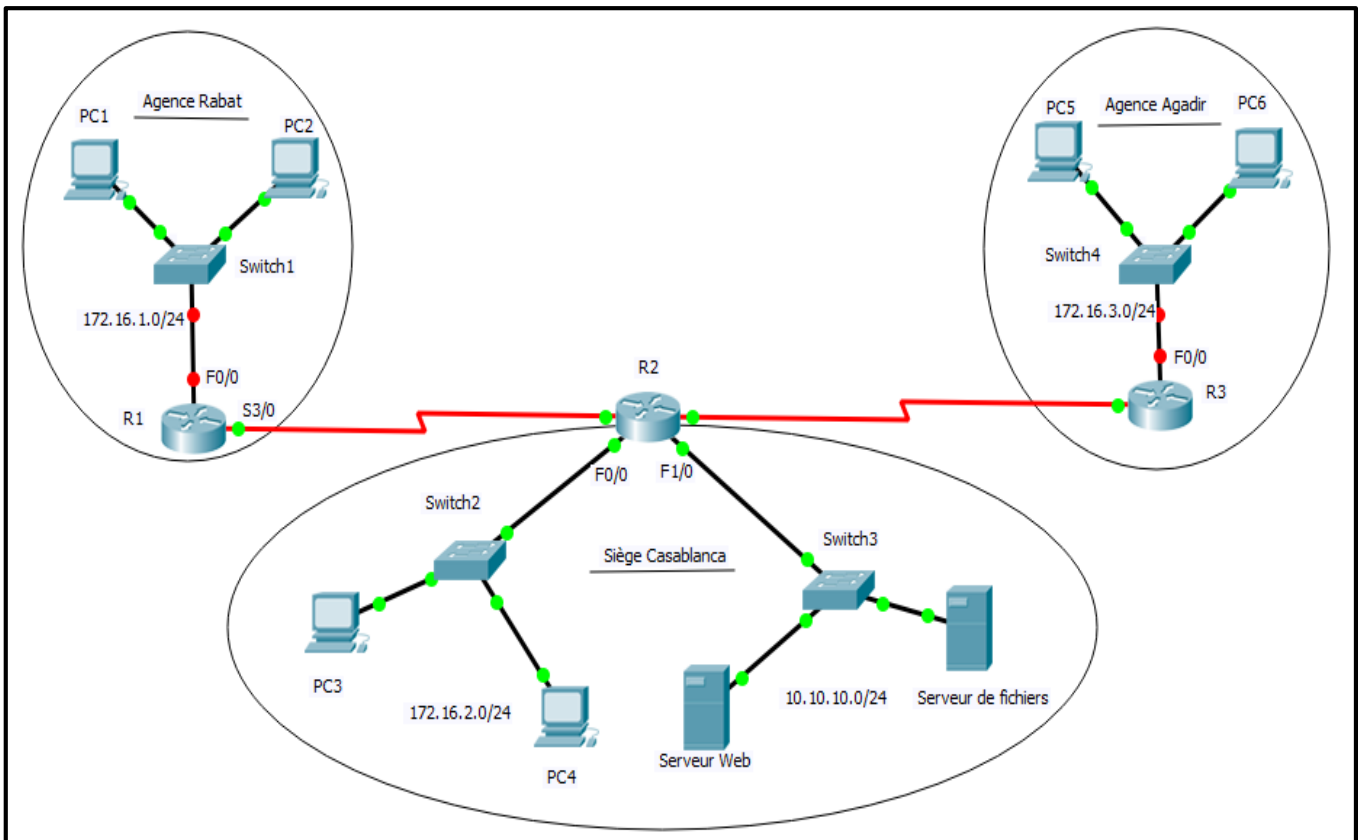 Agence Rabat
PC1
PC2
Switch1
172.16.1.0/24
F0/0
R1
S3/0
Agence Agadir
PC5
PC6
Switch4
172.16.3.0/24
F0/0
R3
R2
F0/0
F1/0
Switch2
Siège Casablanca
Switch3
PC3
172.16.2.0/24
PC4
10.10.10.0/24
Serveur de fichiers
Serveur Web